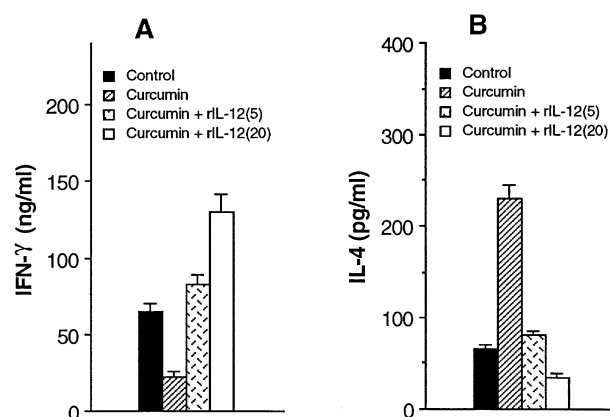 A
Control
Curcumin
Curcumin + rIL-12(5)
Curcumin + rIL-12(20)
IFN-γ (ng/ml)
200
150
100
50
0
B
Control
Curcumin
Curcumin + rIL-12(5)
Curcumin + rIL-12(20)
IL-4 (pg/ml)
400
300
200
100
0